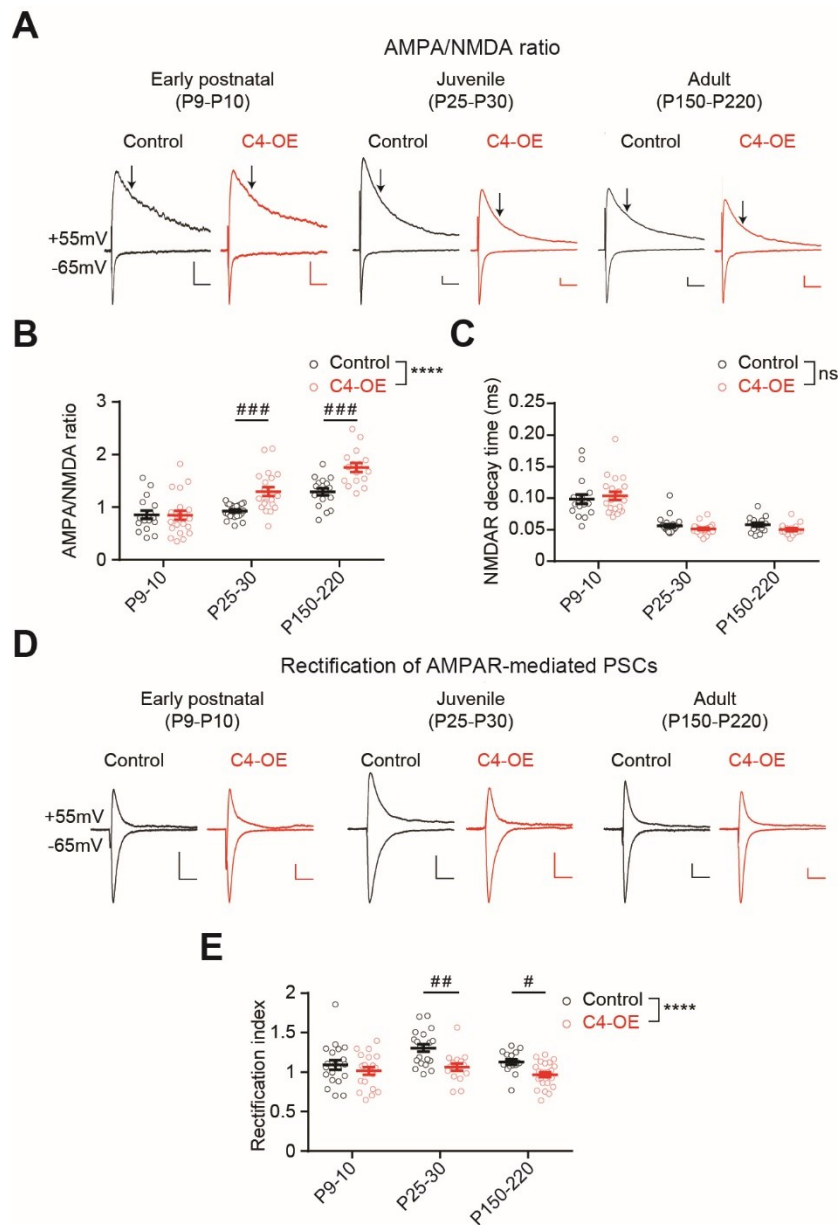 A
AMPA/NMDA ratio
Early postnatal Juvenile Adult
(P9-P10) (P25-P30) (P150-P220)
Control C4-OE Control C4-OE Control C4-OE
+55mV
-65mV
B
Control
C4-OE
****
###
###
AMPA/NMDA ratio
3
2
1
0
P9-10
P25-30
P150-220
C
Control
C4-OE
ns
NMDAR decay time (ms)
0.25
0.20
0.15
0.10
0.05
0
P9-10
P25-30
P150-220
D
Rectification of AMPAR-mediated PSCs
Early postnatal Juvenile Adult
(P9-P10) (P25-P30) (P150-P220)
Control C4-OE Control C4-OE Control C4-OE
+55mV
-65mV
E
##
#
Control
C4-OE
****
Rectification index
2
1.5
1
0.5
0
P9-10
P25-30
P150-220